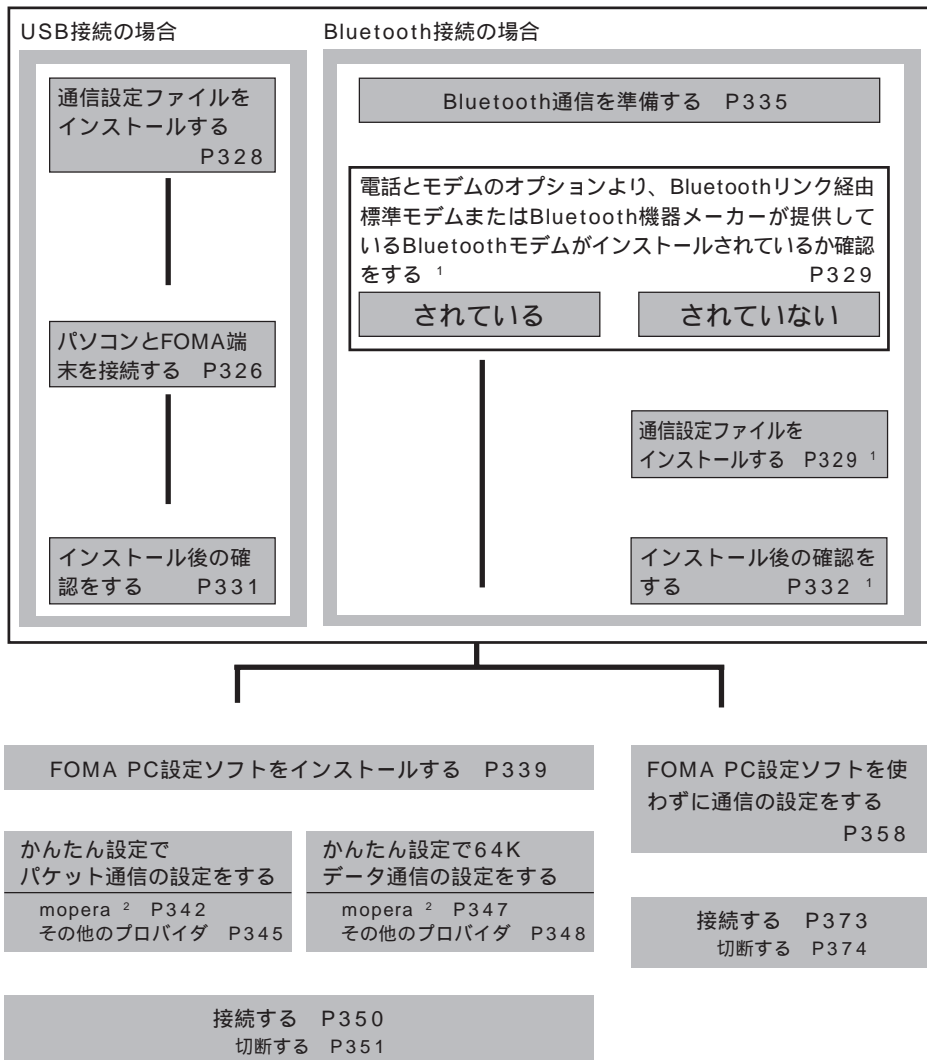 USB接続の場合
通信設定ファイルを
インストールする
P328
パソコンとFOMA端
末を接続する P326
インストール後の確
認をする P331
Bluetooth接続の場合
Bluetooth通信を準備する P335
電話とモデムのオプションより、Bluetoothリンク経由
標準モデムまたはBluetooth機器メーカーが提供して
いるBluetoothモデムがインストールされているか確認
をする 1 P329
されている
されていない
通信設定ファイルを
インストールする P329 1
インストール後の確認を
する P332 1
FOMA PC設定ソフトをインストールする P339
かんたん設定で
パケット通信の設定をする
mopera 2 P342
その他のプロバイダ P345
かんたん設定で64K
データ通信の設定をする
mopera 2 P347
その他のプロバイダ P348
接続する P350
切断する P351
FOMA PC設定ソフトを使
わずに通信の設定をする
P358
接続する P373
切断する P374